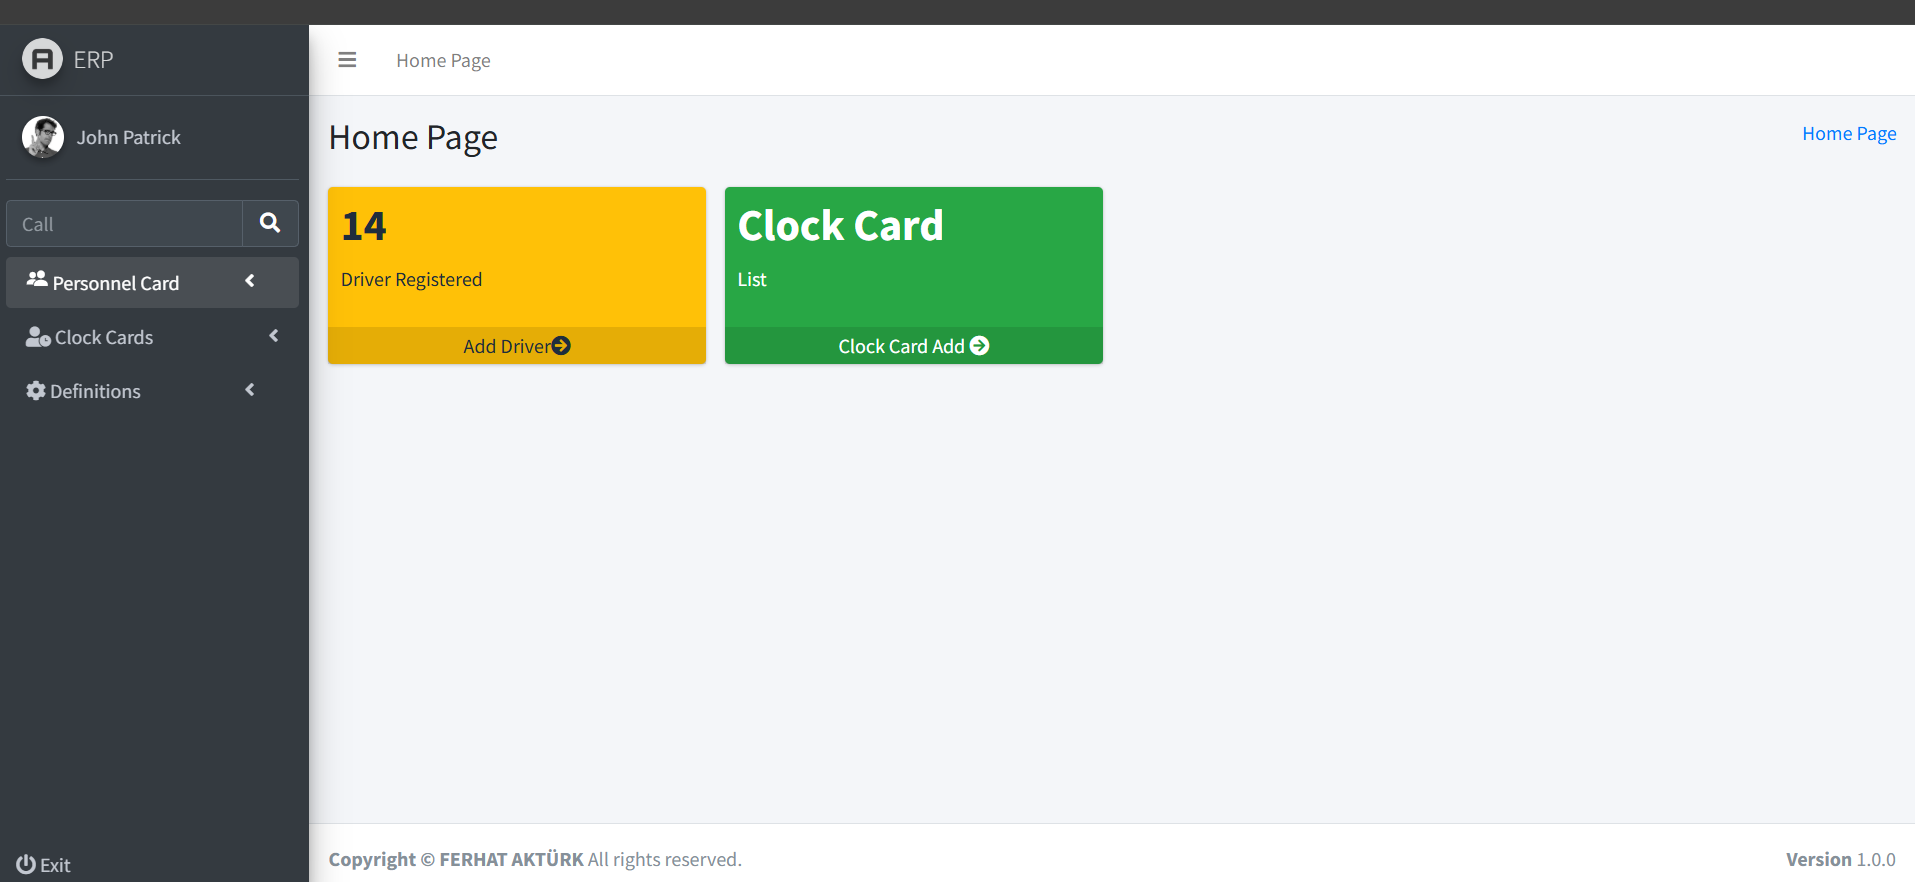 ERP
Home Page
John Patrick
Home Page
Home Page
Call
14
Driver Registered
Add Driver
Clock Card
List
Clock Card Add
Personnel Card
Clock Cards
Definitions
Exit
Copyright © FERHAT AKTÜRK All rights reserved.
Version 1.0.0